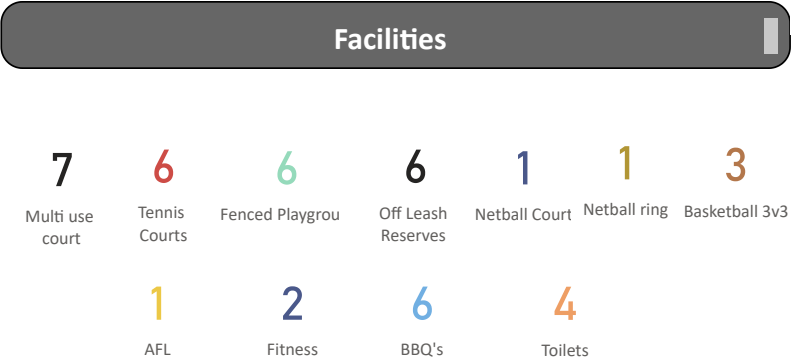 Facilities
7 6 6 6 1 1 3
Multi use court
Tennis Courts
Fenced Playgrou
Off Leash Reserves
Netball Court
Netball ring
Basketball 3v3
1 2 6 4
AFL Fitness BBQ's Toilets